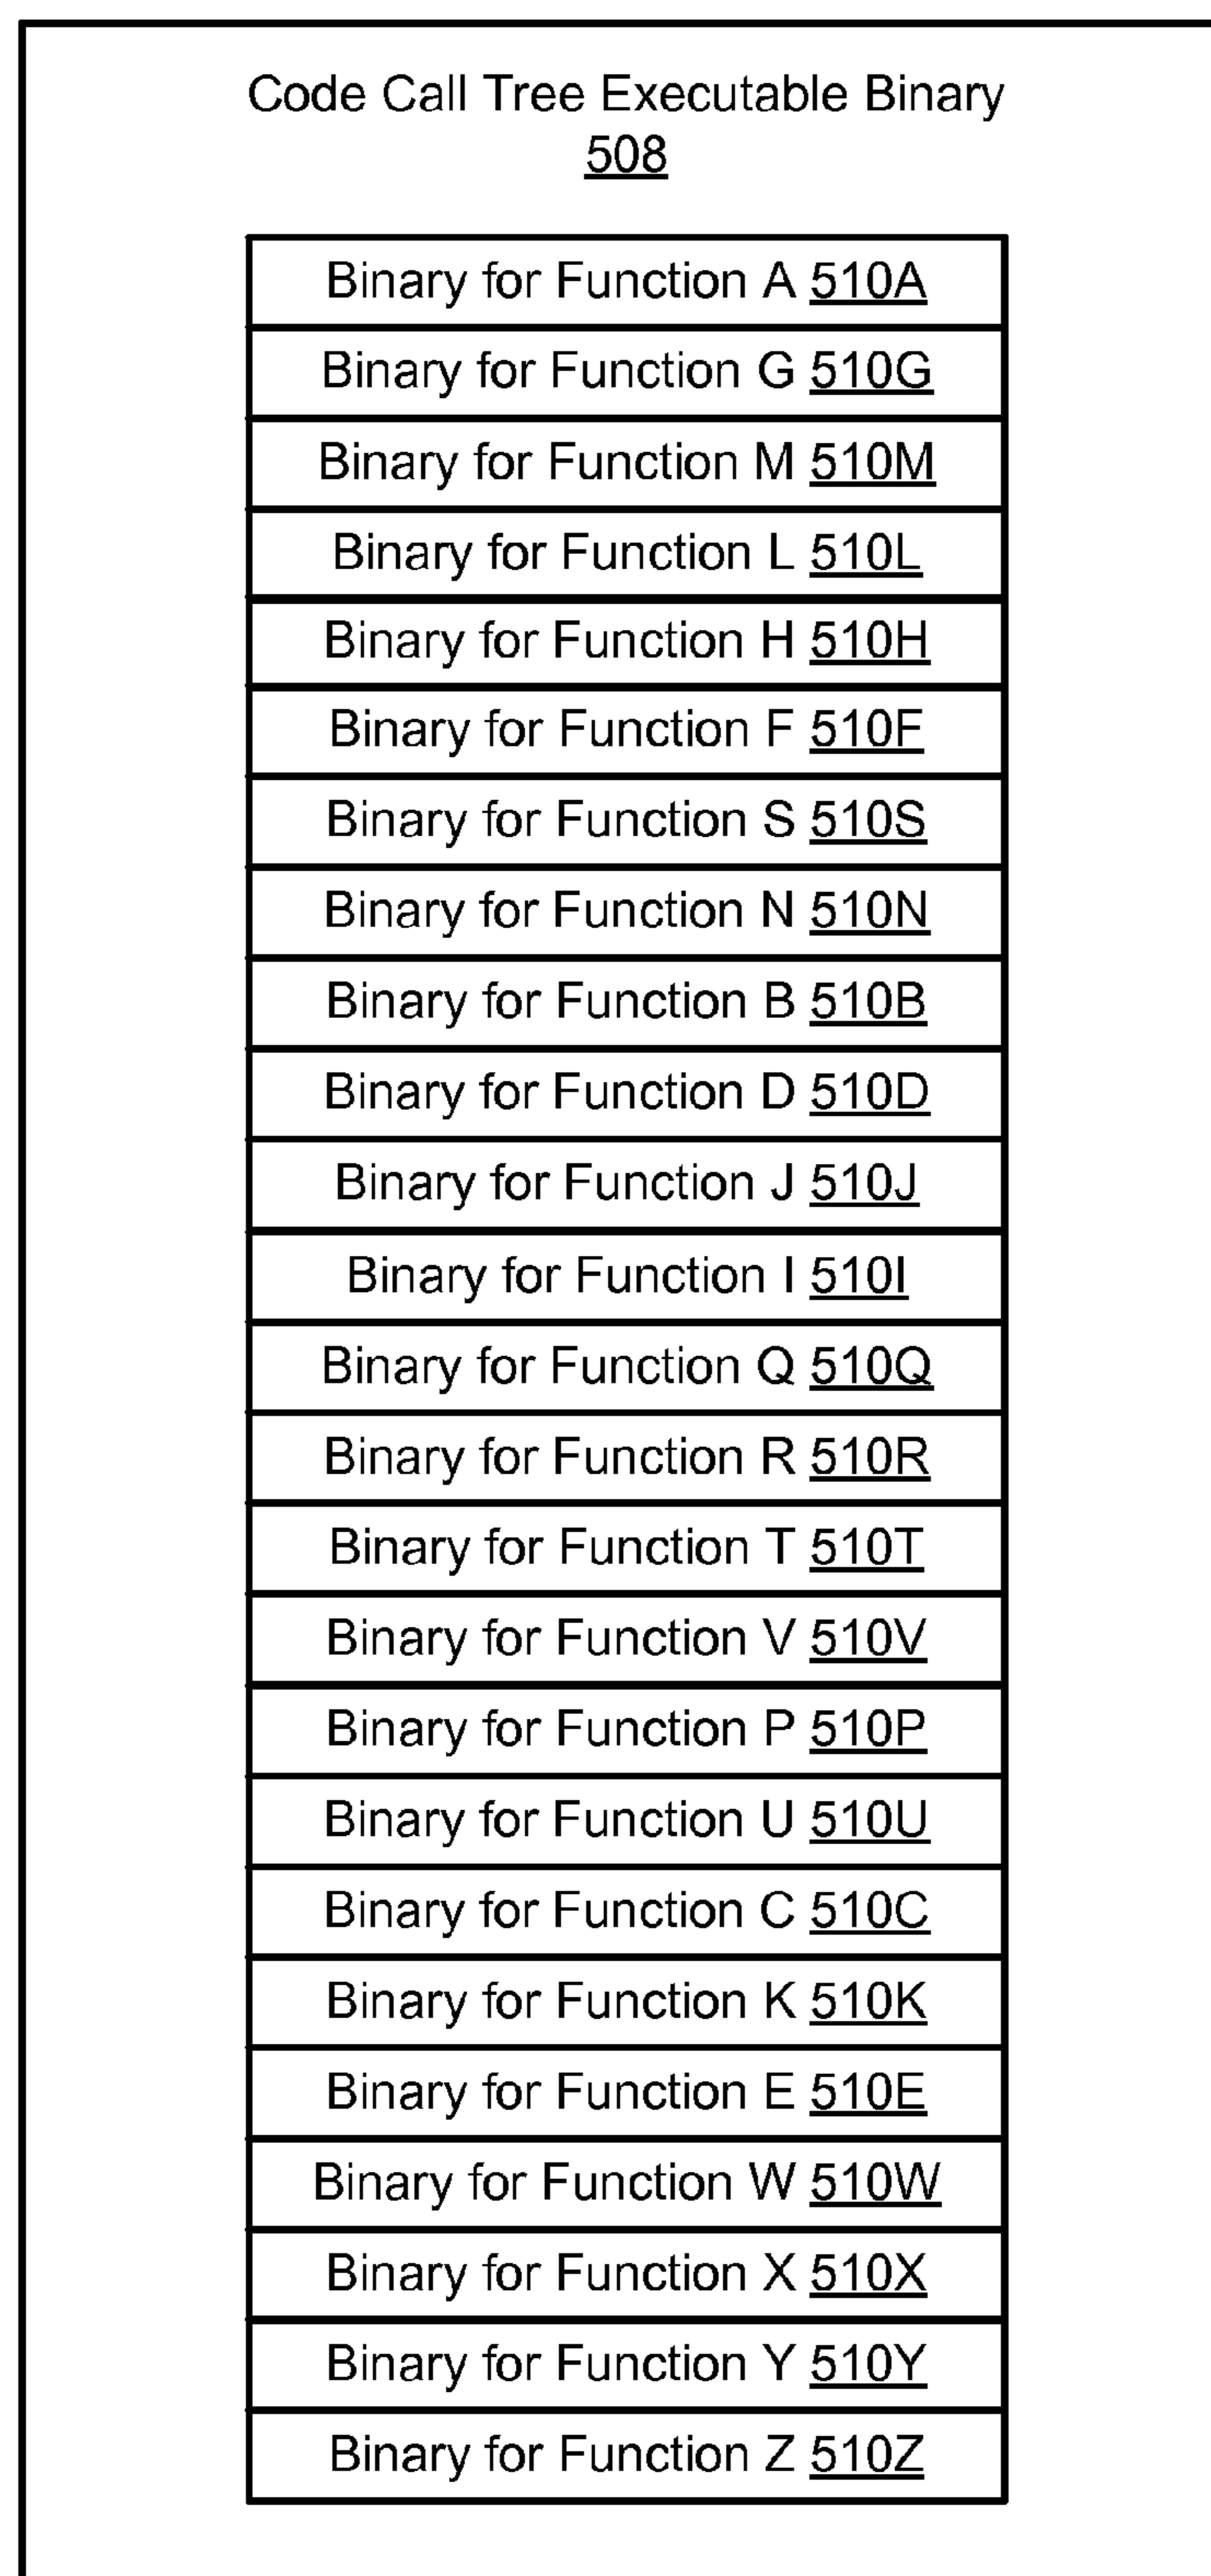 Code Call Tree Executable Binary
508
Binary for Function A 510A
Binary for Function G 510G
Binary for Function M 510M
Binary for Function L 510L
Binary for Function H 510H
Binary for Function F 510F
Binary for Function S 510S
Binary for Function N 510N
Binary for Function B 510B
Binary for Function D 510D
Binary for Function J 510J
Binary for Function I 510I
Binary for Function Q 510Q
Binary for Function R 510R
Binary for Function T 510T
Binary for Function V 510V
Binary for Function P 510P
Binary for Function U 510U
Binary for Function C 510C
Binary for Function K 510K
Binary for Function E 510E
Binary for Function W 510W
Binary for Function X 510X
Binary for Function Y 510Y
Binary for Function Z 510Z